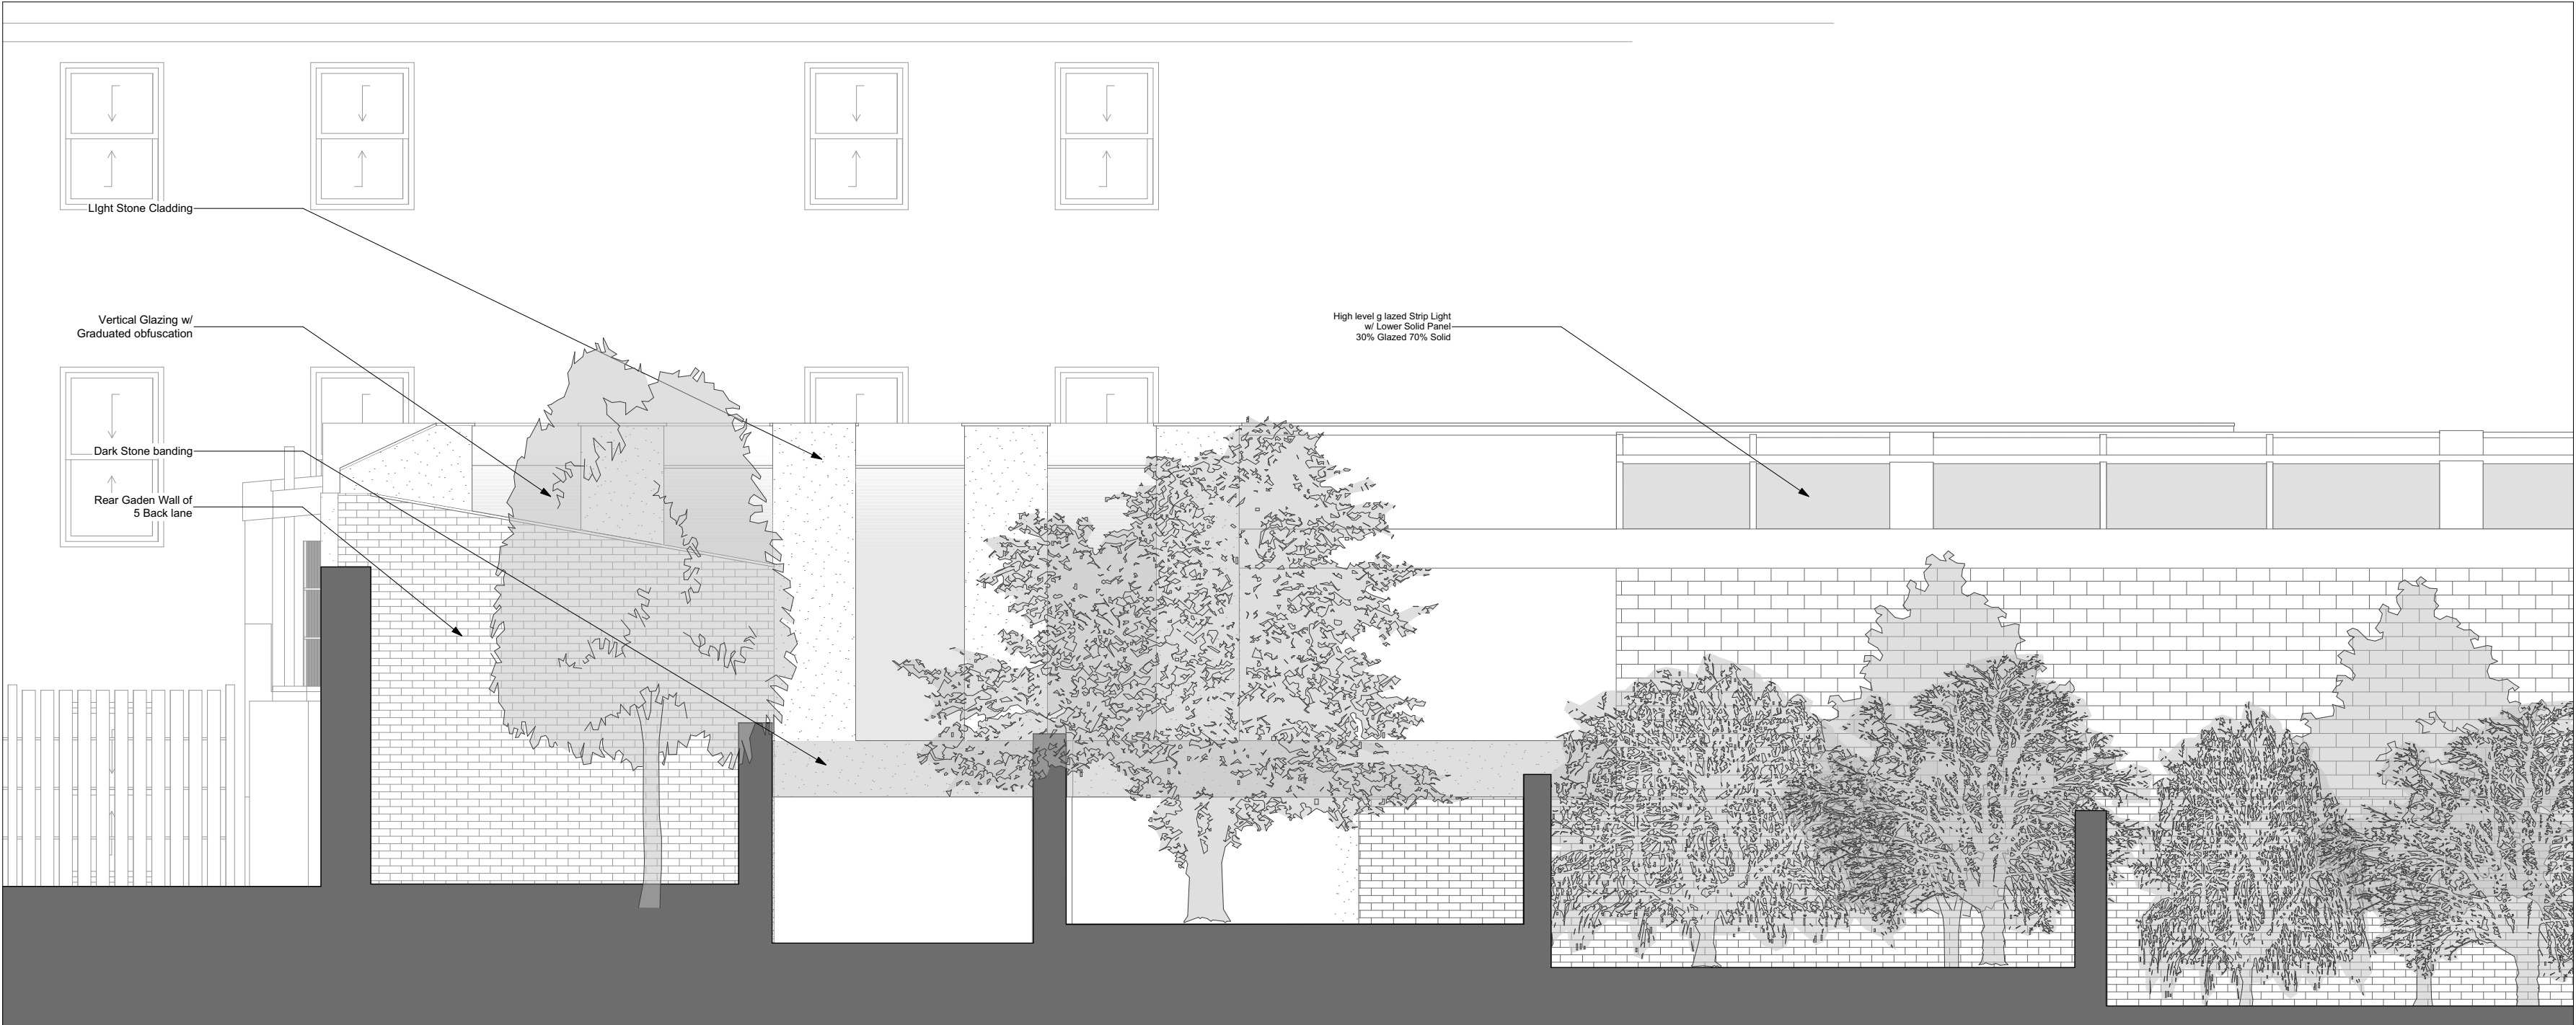 LIght Stone Cladding
Vertical Glazing w/
Graduated obfuscation
High level g lazed Strip Light
w/ Lower Solid Panel
30% Glazed 70% Solid
Dark Stone banding
Rear Gaden Wall of
5 Back lane